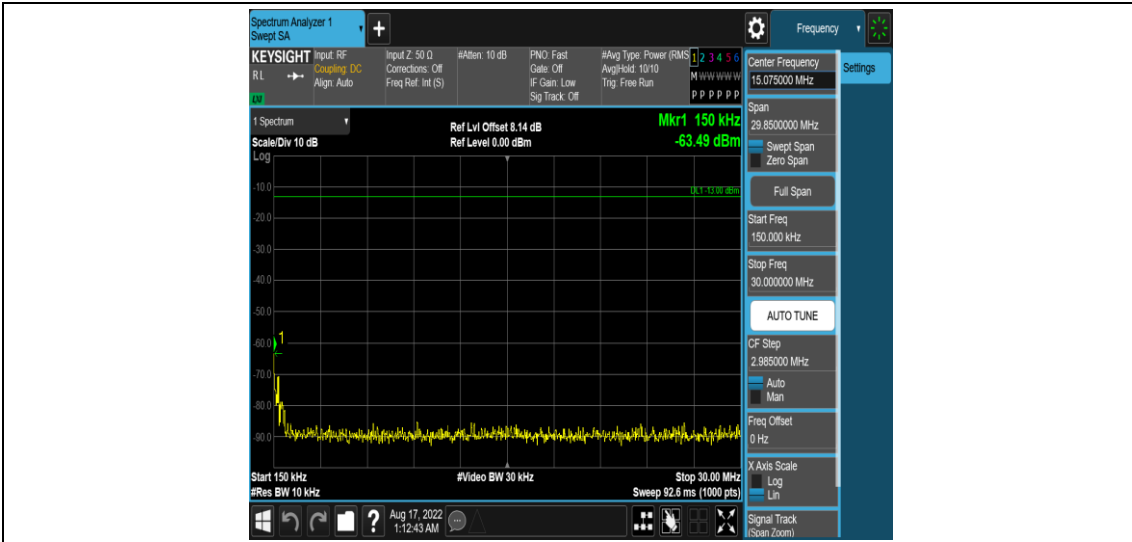 Spectrum Analyzer 1
Swept SA
+
Frequency
KEYSIGHT
RL
LNI
Input: RF
Coupling: DC
Align: Auto
Input Z: 50 Ω
Corrections: Off
Freq Ref: Int (S)
#Atten: 10 dB
PNO: Fast
Gate: Off
IF Gain: Low
Sig Track: Off
#Avg Type: Power (RMS
Avg|Hold: 10/10
Trig: Free Run
1 2 3 4 5 6
M W W W W W
P P P P P P
1 Spectrum
Scale/Div 10 dB
Log
Ref Lvl Offset 8.14 dB
Ref Level 0.00 dBm
Mkr1 150 kHz
-63.49 dBm
DL1 -13.00 dBm
-10.0
-20.0
-30.0
-40.0
-50.0
-60.0
-70.0
-80.0
-90.0
1
Start 150 kHz
#Res BW 10 kHz
#Video BW 30 kHz
Stop 30.00 MHz
Sweep 92.6 ms (1000 pts)
?
Aug 17, 2022
1:12:43 AM
Center Frequency
15.075000 MHz
Settings
Span
29.8500000 MHz
Swept Span
Zero Span
Full Span
Start Freq
150.000 kHz
Stop Freq
30.000000 MHz
AUTO TUNE
CF Step
2.985000 MHz
Auto
Man
Freq Offset
0 Hz
X Axis Scale
Log
Lin
Signal Track
(Span Zoom)